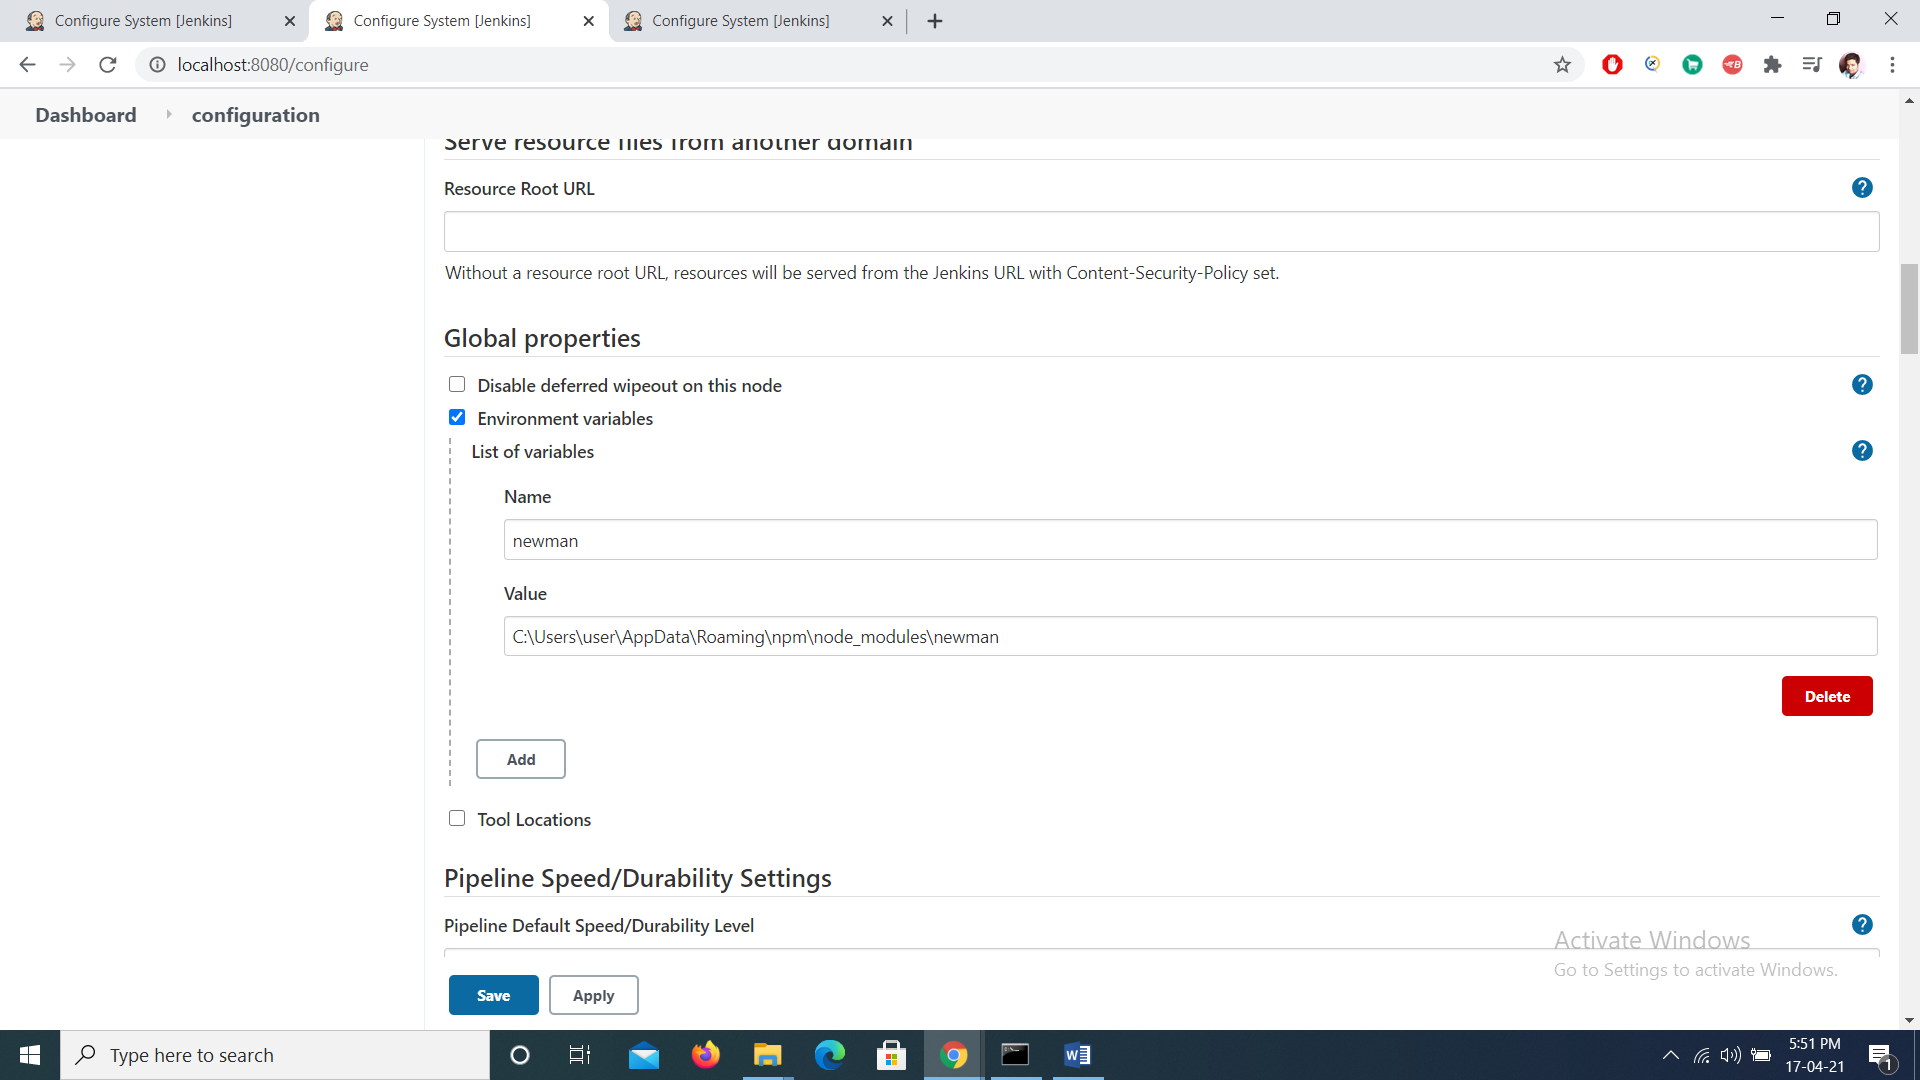 Configure System [Jenkins]
Configure System [Jenkins]
Configure System [Jenkins]
localhost:8080/configure
Dashboard
configuration
Serve resource files from another domain
Resource Root URL
Without a resource root URL, resources will be served from the Jenkins URL with Content-Security-Policy set.
Global properties
Disable deferred wipeout on this node
Environment variables
List of variables
Name
newman
Value
C:\Users\user\AppData\Roaming\npm\node_modules\newman
Delete
Add
Tool Locations
Pipeline Speed/Durability Settings
Pipeline Default Speed/Durability Level
Activate Windows
Go to Settings to activate Windows.
Save
Apply
Type here to search
5:51 PM
17-04-21
1